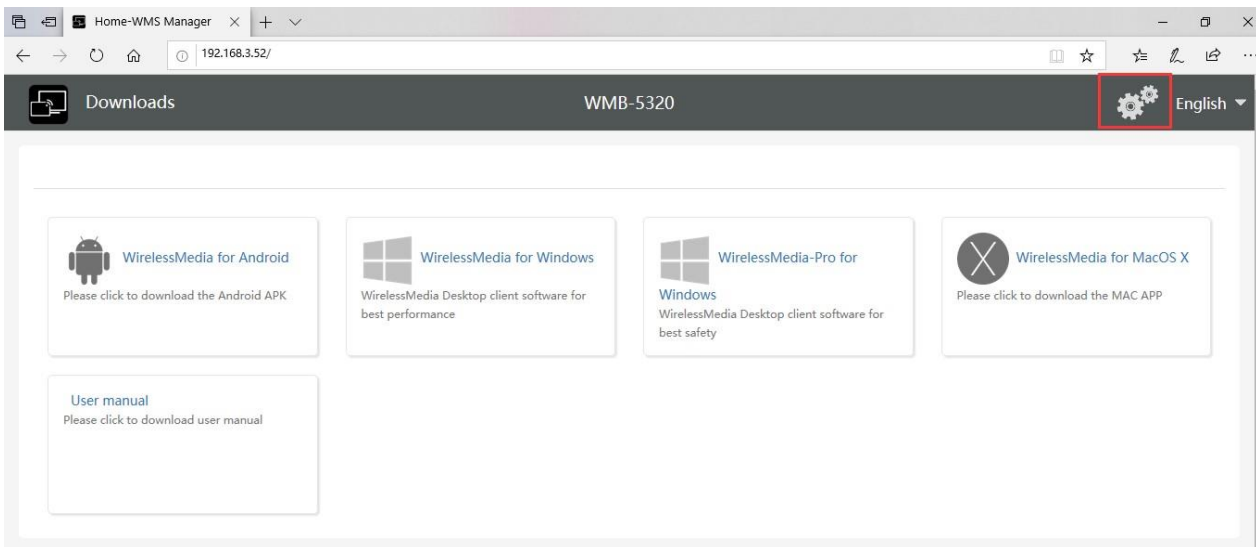 Home-WMS Manager
192.168.3.52/
Downloads
WMB-5320
English
WirelessMedia for Android
Please click to download the Android APK
WirelessMedia for Windows
WirelessMedia Desktop client software for
best performance
WirelessMedia-Pro for
Windows
WirelessMedia Desktop client software for
best safety
WirelessMedia for MacOS X
Please click to download the MAC APP
User manual
Please click to download user manual